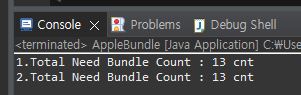 Console Problems Debug Shell
<terminated> AppleBundle [Java Application] C:₩Use
1.Total Need Bundle Count : 13 cnt
2.Total Need Bundle Count : 13 cnt